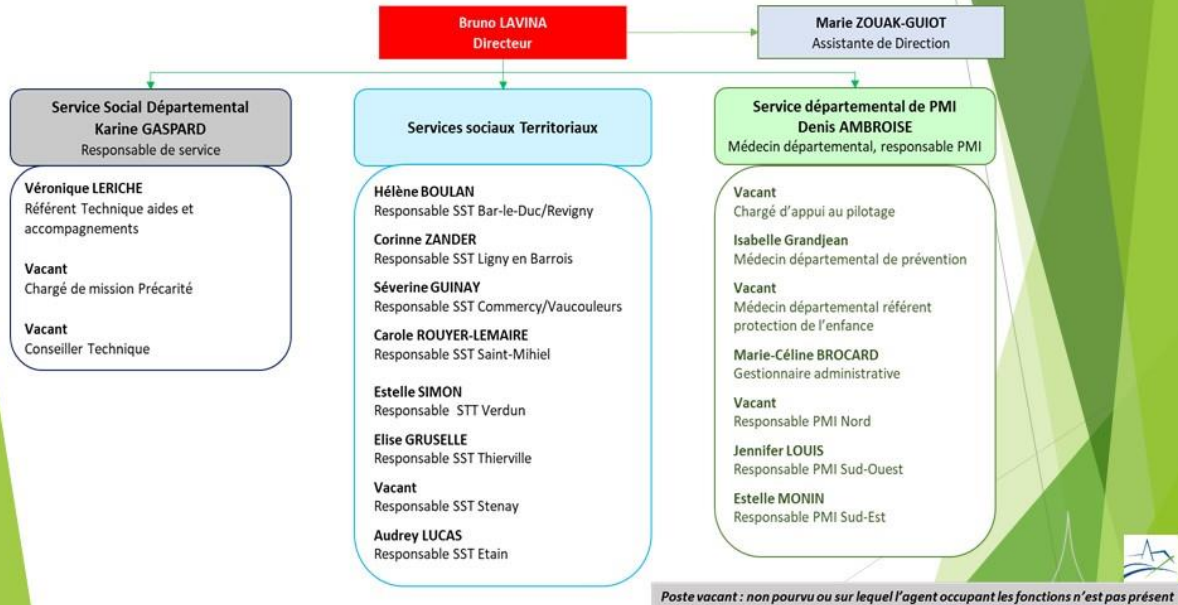 Bruno LAVINA
Directeur
Marie ZOUAK-GUIOT
Assistante de Direction
Service Social Départemental
Karine GASPARD
Responsable de service
Véronique LERICHE
Référent Technique aides et
accompagnements
Vacant
Chargé de mission Précarité
Vacant
Conseiller Technique
Services sociaux Territoriaux
Hélène BOULAN
Responsable SST Bar-le-Duc/Revigny
Corinne ZANDER
Responsable SST Ligny en Barrois
Séverine GUINAY
Responsable SST Commercy/Vaucouleurs
Carole ROUYER-LEMAIRE
Responsable SST Saint-Mihiel
Estelle SIMON
Responsable STT Verdun
Elise GRUSELLE
Responsable SST Thierville
Vacant
Responsable SST Stenay
Audrey LUCAS
Responsable SST Etain
Service départemental de PMI
Denis AMBROISE
Médecin départemental, responsable PMI
Vacant
Chargé d'appui au pilotage
Isabelle Grandjean
Médecin départemental de prévention
Vacant
Médecin départemental référent
protection de l'enfance
Marie-Céline BROCARD
Gestionnaire administrative
Vacant
Responsable PMI Nord
Jennifer LOUIS
Responsable PMI Sud-Ouest
Estelle MONIN
Responsable PMI Sud-Est
Poste vacant : non pourvu ou sur lequel l'agent occupant les fonctions n'est pas présent